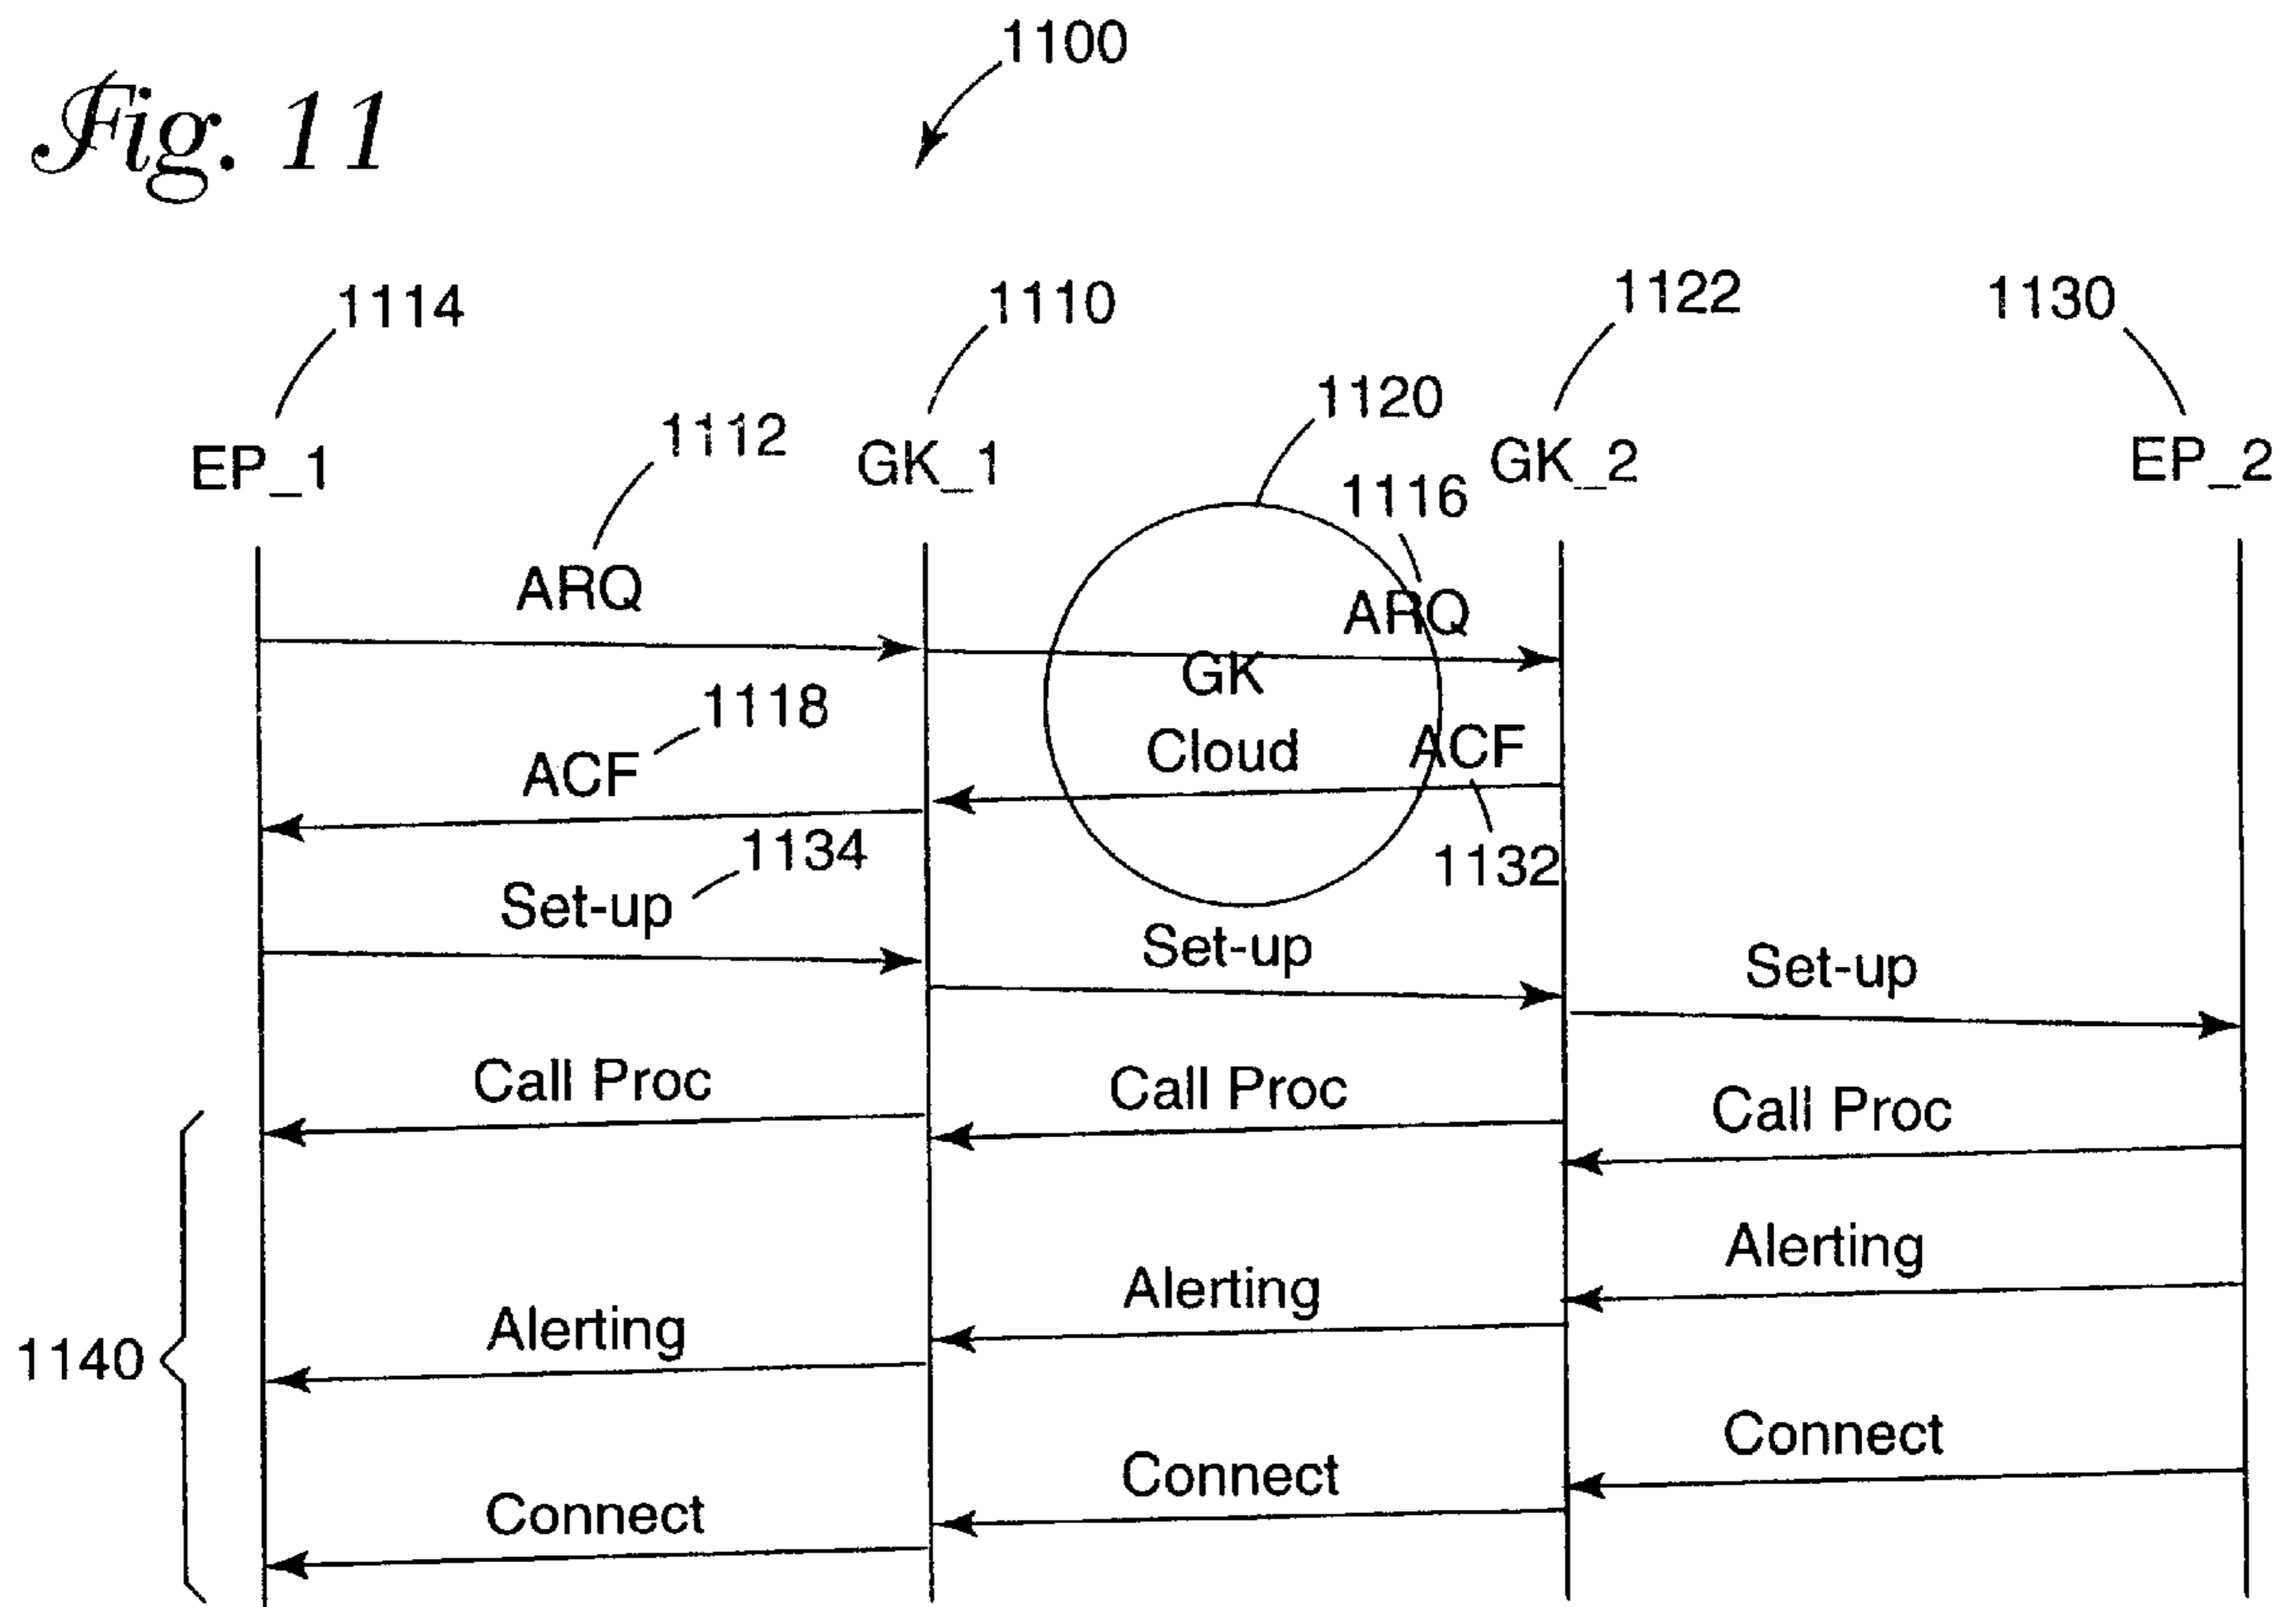 Fig. 11
1100
1114
1110
1122
1130
1120
1112
1116
EP_1
GK_1
GK_2
EP_2
ARQ
ARQ
GK
Cloud
1118
ACF
ACF
1132
1134
Set-up
Set-up
Set-up
Call Proc
Call Proc
Call Proc
Alerting
Alerting
Alerting
1140
Connect
Connect
Connect